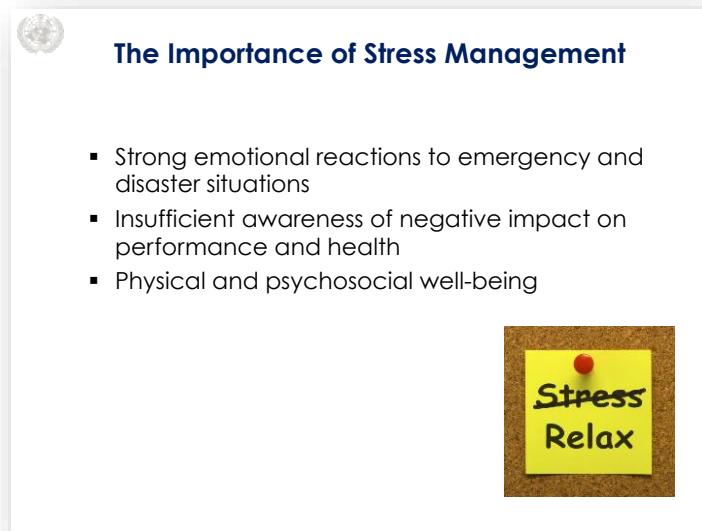 The Importance of Stress Management
▪ Strong emotional reactions to emergency and
disaster situations
▪ Insufficient awareness of negative impact on
performance and health
▪ Physical and psychosocial well-being
Stress
Relax